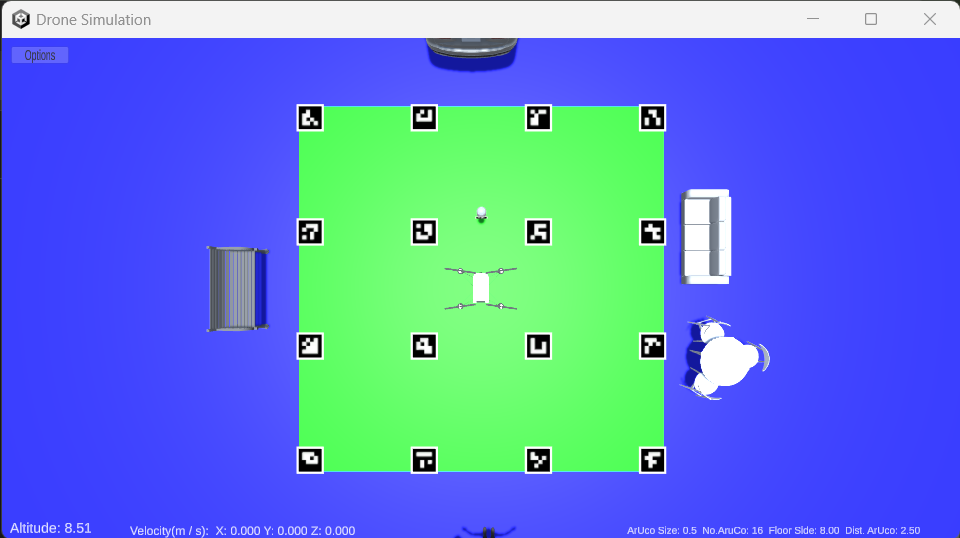 Drone Simulation
Options
Altitude: 8.51
Velocity(m / s): X: 0.000 Y: 0.000 Z: 0.000
ArUco Size: 0.5 No.AruCo: 16 Floor Side: 8.00 Dist. ArUco: 2.50